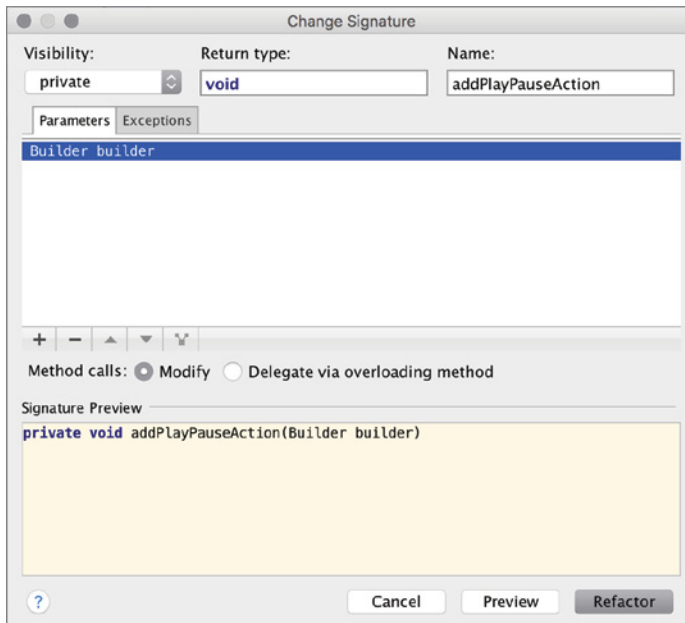 Change Signature
Visibility: Return type: Name:
private void addPlayPauseAction
Parameters Exceptions
Builder builder
Method calls: Modify Delegate via overloading method
Signature Preview
private void addPlayPauseAction(Builder builder)
? Cancel Preview Refactor